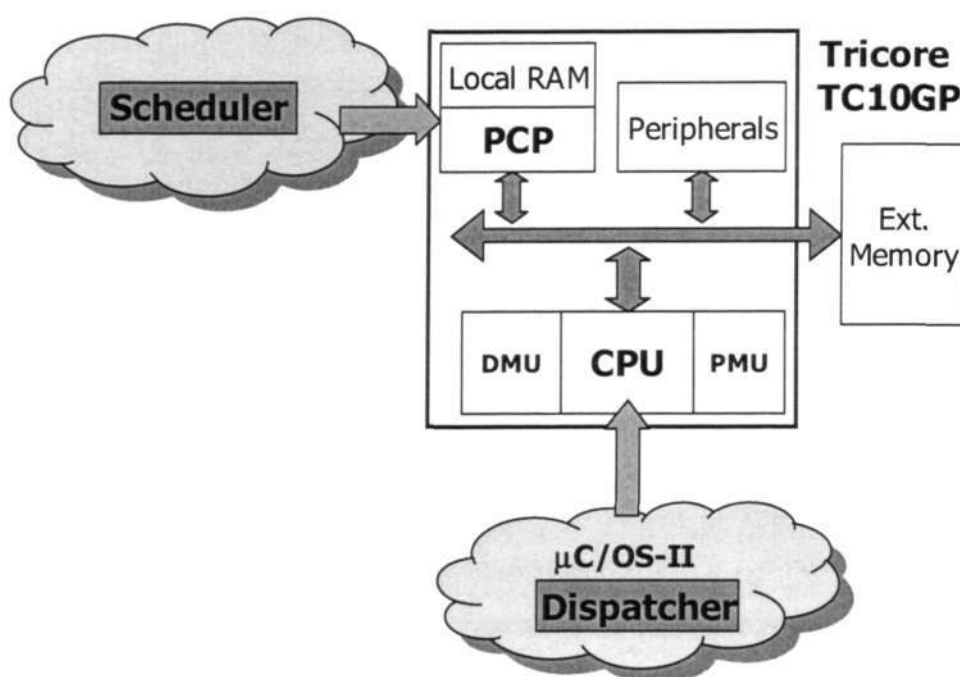 Scheduler
Local RAM
PCP
Peripherals
Tricore
TC10GP
Ext.
Memory
DMU
CPU
PMU
µC/OS-II
Dispatcher